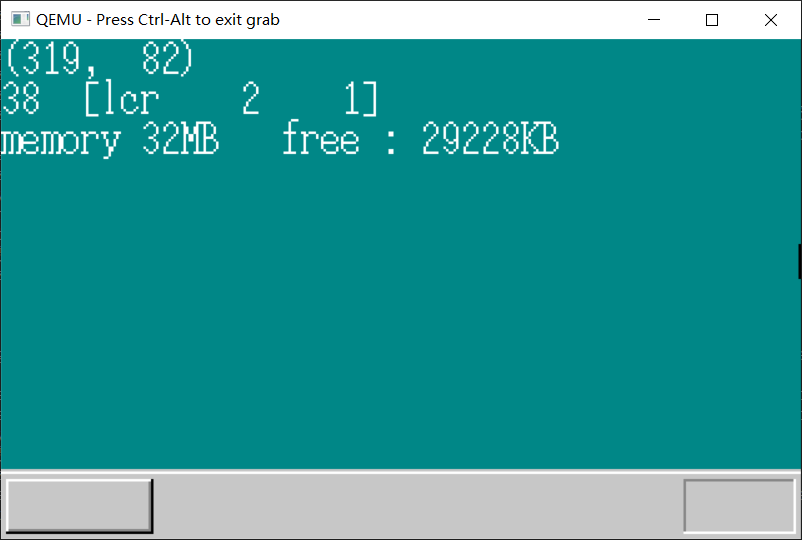 QEMU - Press Ctrl-Alt to exit grab
(319,  82)
38  [lcr    2    1]
memory 32MB   free : 29228KB